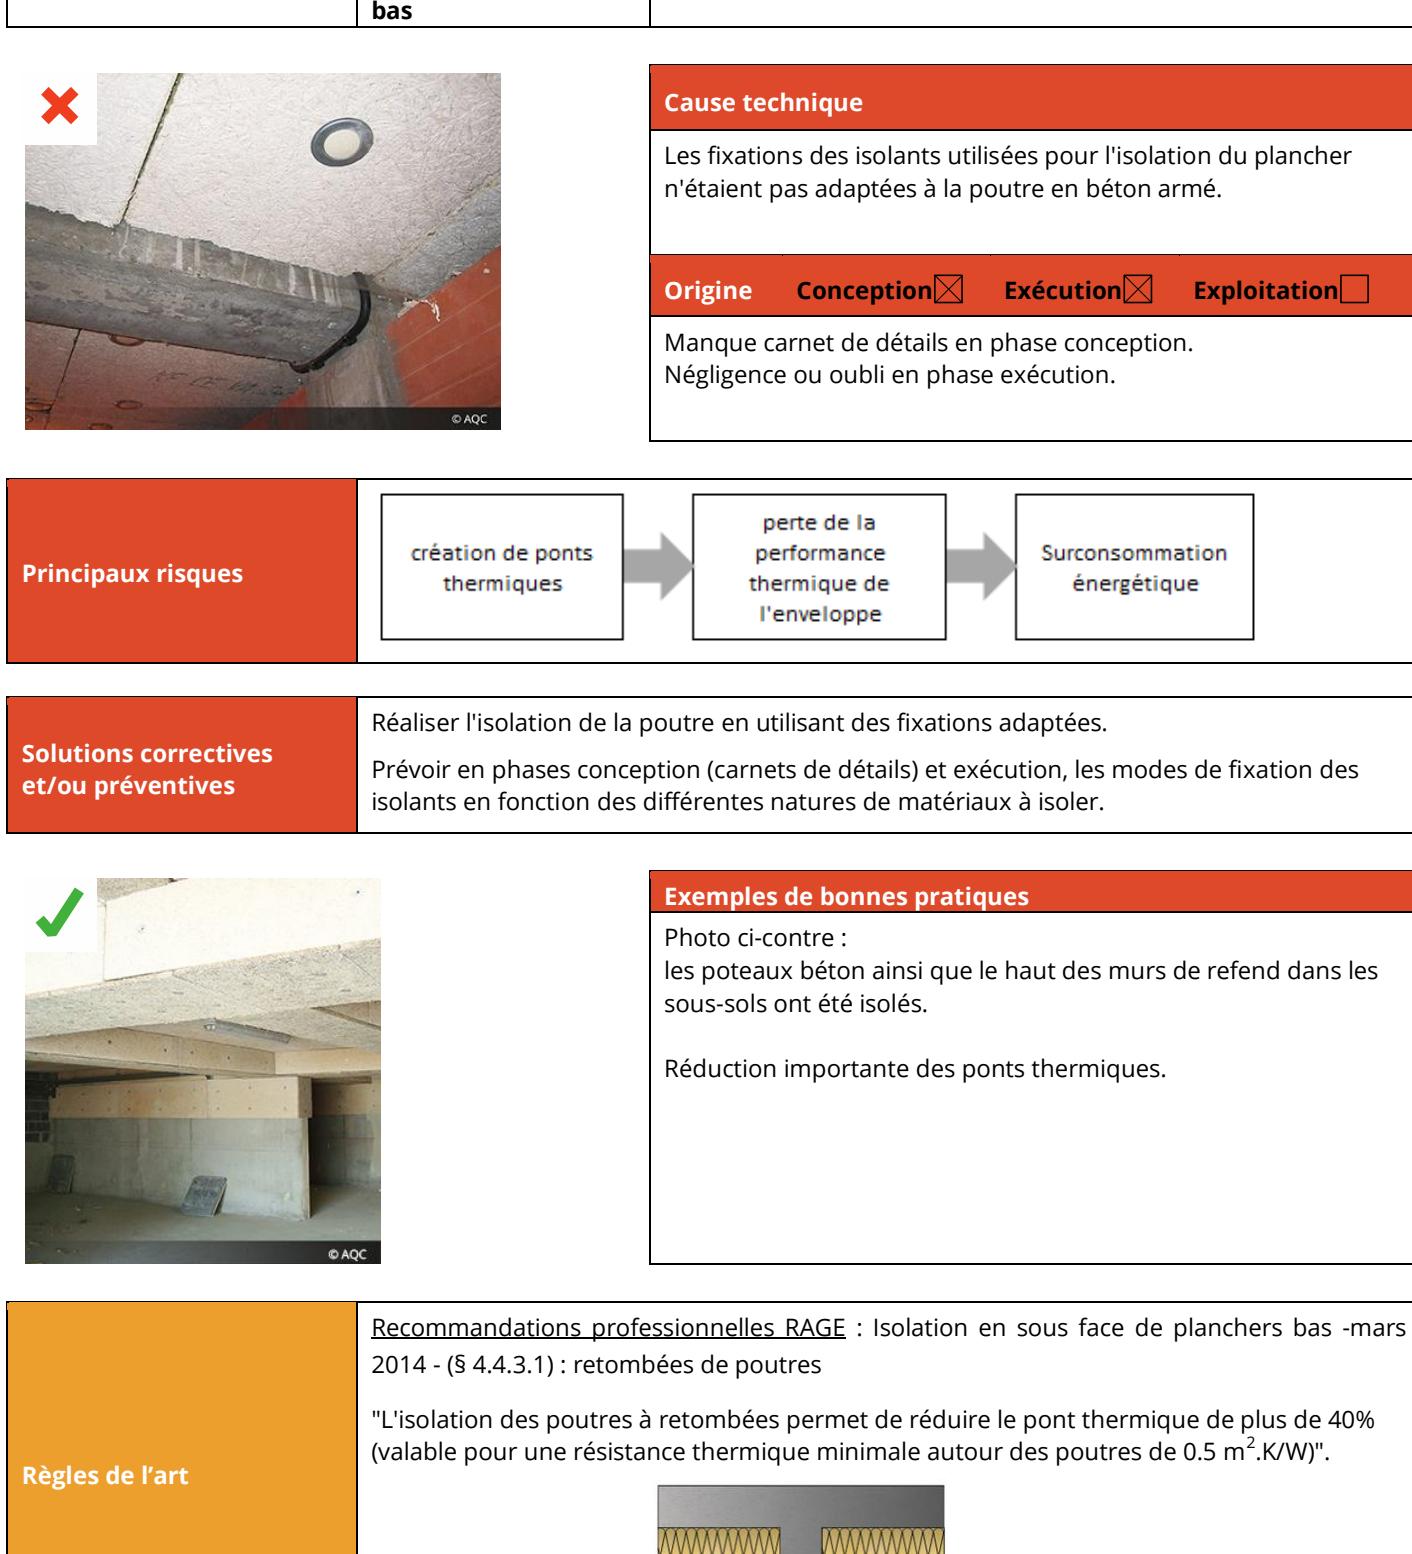 bas
Cause technique
Les fixations des isolants utilisées pour l'isolation du plancher
n'étaient pas adaptées à la poutre en béton armé.
Origine Conception☒ Exécution☒ Exploitation☐
Manque carnet de détails en phase conception.
Négligence ou oubli en phase exécution.
© AQC
Principaux risques
création de ponts
thermiques
perte de la
performance
thermique de
l'enveloppe
Surconsommation
énergétique
Solutions correctives
et/ou préventives
Réaliser l'isolation de la poutre en utilisant des fixations adaptées.
Prévoir en phases conception (carnets de détails) et exécution, les modes de fixation des
isolants en fonction des différentes natures de matériaux à isoler.
© AQC
Exemples de bonnes pratiques
Photo ci-contre :
les poteaux béton ainsi que le haut des murs de refend dans les
sous-sols ont été isolés.
Réduction importante des ponts thermiques.
Règles de l’art
Recommandations professionnelles RAGE : Isolation en sous face de planchers bas -mars
2014 - (§ 4.4.3.1) : retombées de poutres
"L'isolation des poutres à retombées permet de réduire le pont thermique de plus de 40%
(valable pour une résistance thermique minimale autour des poutres de 0.5 m².K/W)".